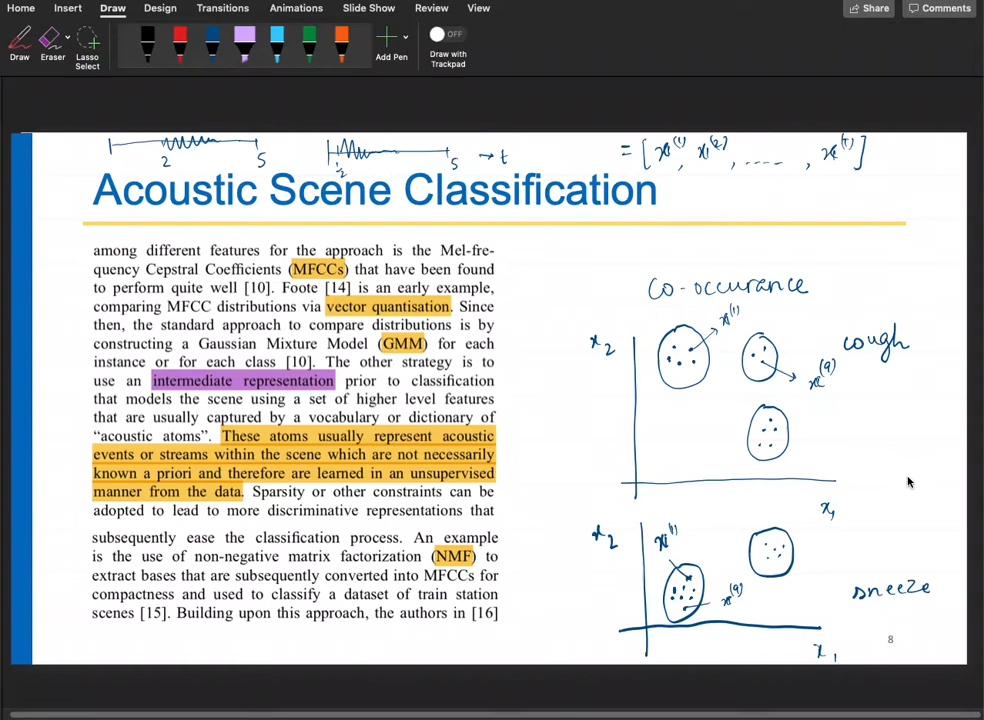 Home Insert Draw Design Transitions Animations Slide Show Review View Share Comments
Draw Eraser Lasso Select Add Pen OFF Draw with Trackpad
2 5 2 5 → t = [x(1), x(2), ....., x(T)]
Acoustic Scene Classification
among different features for the approach is the Mel-fre-
quency Cepstral Coefficients (MFCCs) that have been found
to perform quite well [10]. Foote [14] is an early example,
comparing MFCC distributions via vector quantisation. Since
then, the standard approach to compare distributions is by
constructing a Gaussian Mixture Model (GMM) for each
instance or for each class [10]. The other strategy is to
use an intermediate representation prior to classification
that models the scene using a set of higher level features
that are usually captured by a vocabulary or dictionary of
“acoustic atoms”. These atoms usually represent acoustic
events or streams within the scene which are not necessarily
known a priori and therefore are learned in an unsupervised
manner from the data. Sparsity or other constraints can be
adopted to lead to more discriminative representations that
subsequently ease the classification process. An example
is the use of non-negative matrix factorization (NMF) to
extract bases that are subsequently converted into MFCCs for
compactness and used to classify a dataset of train station
scenes [15]. Building upon this approach, the authors in [16]
co-occurance
x(1)
x2
cough
x(9)
x1
x2 x(1)
x(9)
sneeze
x1
8